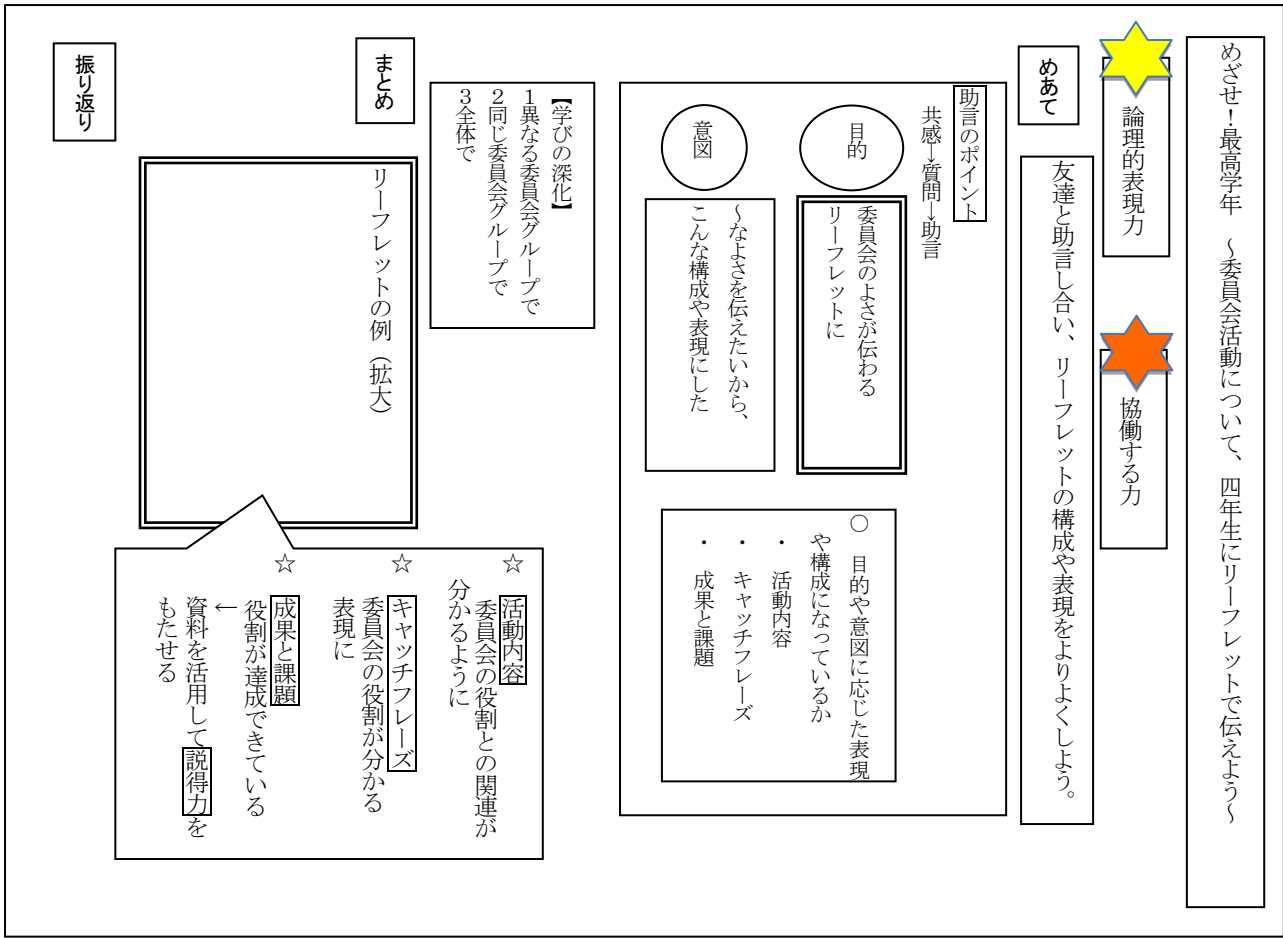 めざせ！最高学年　～委員会活動について、四年生にリーフレットで伝えよう～
論理的表現力
協働する力
めあて
友達と助言し合い、リーフレットの構成や表現をよりよくしよう。
助言のポイント
共感→質問→助言
目的
委員会のよさが伝わる
リーフレットに
意図
～なよさを伝えたいから、
こんな構成や表現にした
○　目的や意図に応じた表現
や構成になっているか
・　活動内容
・　キャッチフレーズ
・　成果と課題
【学びの深化】
１異なる委員会グループで
２同じ委員会グループで
３全体で
まとめ
リーフレットの例（拡大）
☆　活動内容
委員会の役割との関連が
分かるように
☆　キャッチフレーズ
委員会の役割が分かる
表現に
☆　成果と課題
役割が達成できている
←
資料を活用して説得力を
もたせる
振り返り